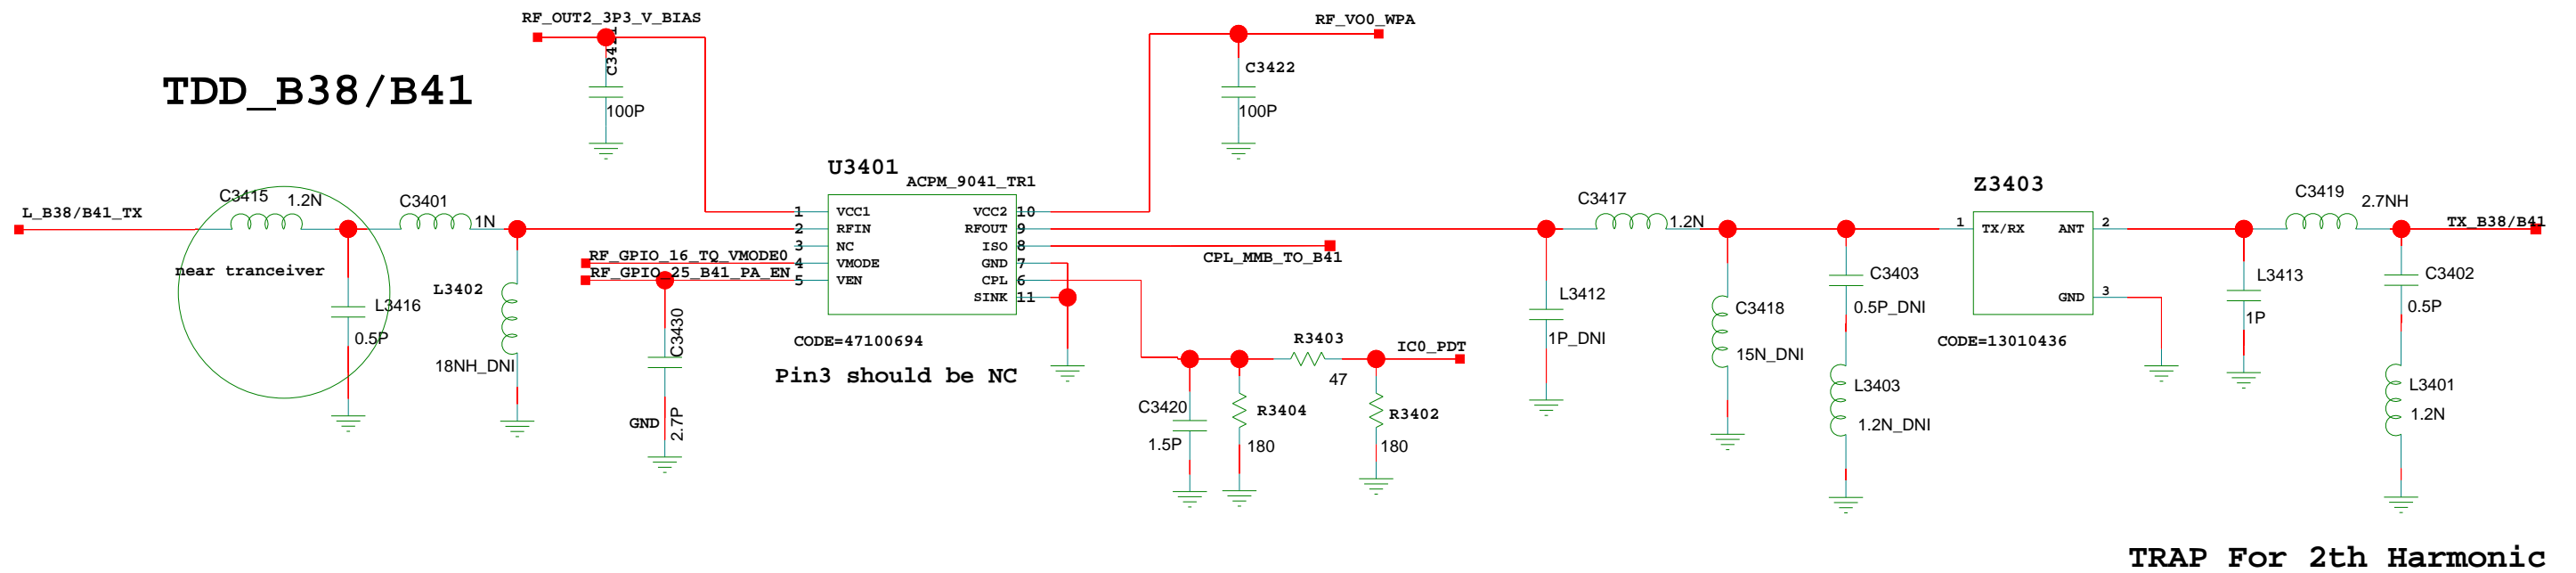 RF_OUT2_3P3_V_BIAS
RF_VO0_WPA
C3421
C3422
TDD_B38/B41
100P
100P
U3401
ACPM_9041_TR1
Z3403
C3415
1.2N
C3401
1N
C3417
1.2N
C3419
2.7NH
L_B38/B41_TX
TX_B38/B41
1 VCC1 VCC2 10
2 RFIN RFOUT 9
3 NC ISO 8
4 VMODE GND 7
5 VEN CPL 6
SINK 11
1 TX/RX ANT 2
GND 3
RF_GPIO_16_TQ_VMODE0
RF_GPIO_25_B41_PA_EN
CPL_MMB_TO_B41
near tranceiver
L3402
18NH_DNI
L3416
0.5P
C3430
2.7P
GND
CODE=47100694
Pin3 should be NC
L3412
1P_DNI
C3418
15N_DNI
C3403
0.5P_DNI
L3403
1.2N_DNI
CODE=13010436
L3413
1P
C3402
0.5P
L3401
1.2N
R3403
47
IC0_PDT
C3420
1.5P
R3404
180
R3402
180
TRAP For 2th Harmonic